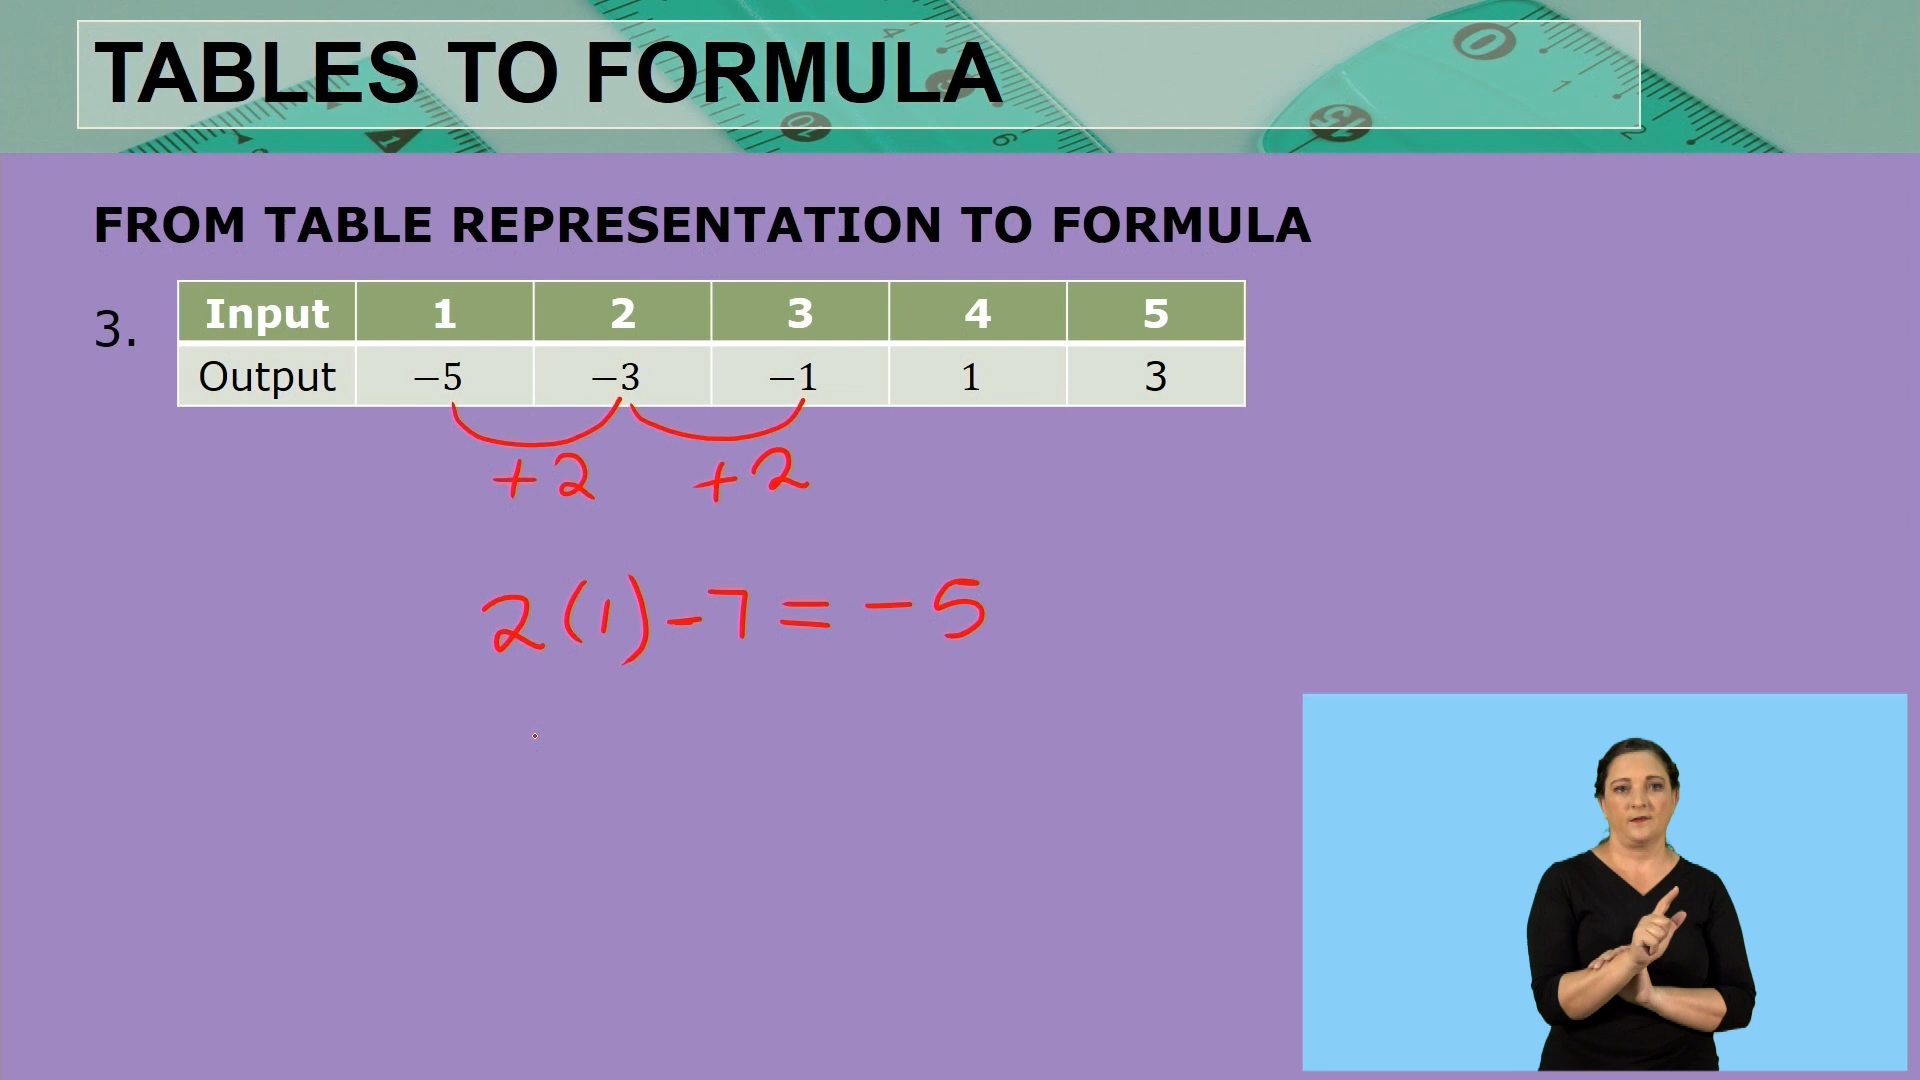 TABLES TO FORMULA
FROM TABLE REPRESENTATION TO FORMULA
3.
Input 1 2 3 4 5
Output −5 −3 −1 1 3
+2 +2
2(1)-7=-5